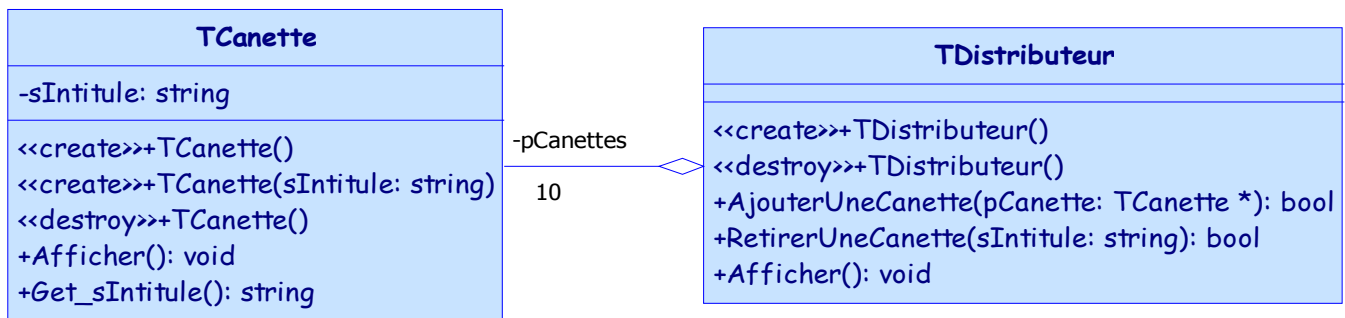 TCanette
-sIntitule: string
<<create>>+TCanette()
<<create>>+TCanette(sIntitule: string)
<<destroy>>+TCanette()
+Afficher(): void
+Get_sIntitule(): string
-pCanettes
10
TDistributeur
<<create>>+TDistributeur()
<<destroy>>+TDistributeur()
+AjouterUneCanette(pCanette: TCanette *): bool
+RetirerUneCanette(sIntitule: string): bool
+Afficher(): void